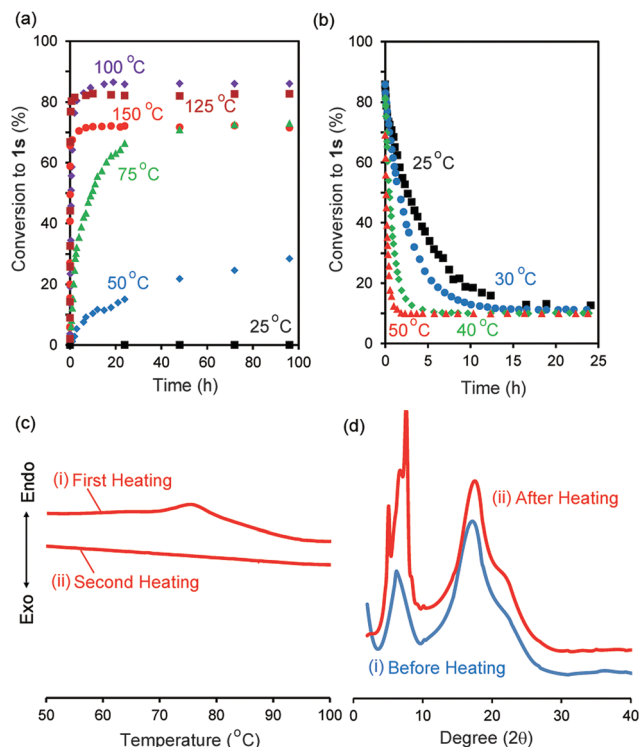 (a)
100
80
60
40
20
0
Conversion to 1s (%)
100 °C
125 °C
150 °C
75 °C
50 °C
25 °C
0 20 40 60 80 100
Time (h)
(b)
100
80
60
40
20
0
Conversion to 1s (%)
25 °C
30 °C
50 °C
40 °C
0 5 10 15 20 25
Time (h)
(c)
Endo
Exo
(i) First Heating
(ii) Second Heating
50 60 70 80 90 100
Temperature (°C)
(d)
(ii) After Heating
(i) Before Heating
0 10 20 30 40
Degree (2θ)